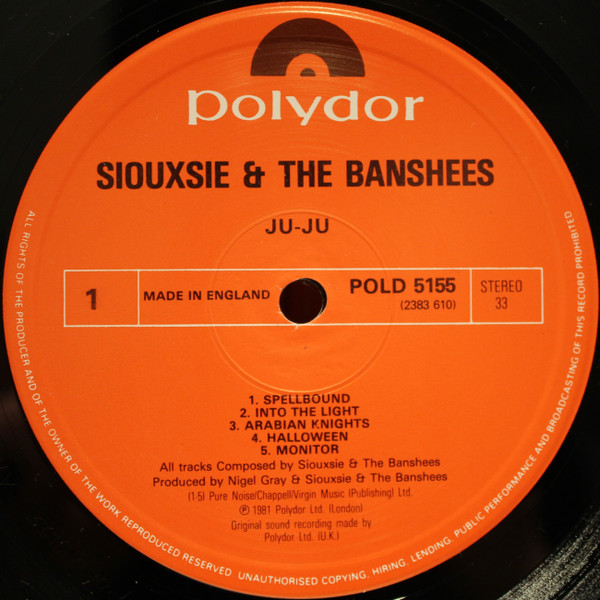 polydor
SIOUXSIE & THE BANSHEES
JU-JU
1
MADE IN ENGLAND
POLD 5155
(2383 610)
STEREO
33
1. SPELLBOUND
2. INTO THE LIGHT
3. ARABIAN KNIGHTS
4. HALLOWEEN
5. MONITOR
All tracks Composed by Siouxsie & The Banshees
Produced by Nigel Gray & Siouxsie & The Banshees
(1-5) Pure Noise/Chappell/Virgin Music (Publishing) Ltd.
℗ 1981 Polydor Ltd. (London)
Original sound recording made by
Polydor Ltd. (U.K.)
ALL RIGHTS OF THE PRODUCER AND OF THE OWNER OF THE WORK REPRODUCED RESERVED. UNAUTHORISED COPYING, HIRING, LENDING, PUBLIC PERFORMANCE AND BROADCASTING OF THIS RECORD PROHIBITED